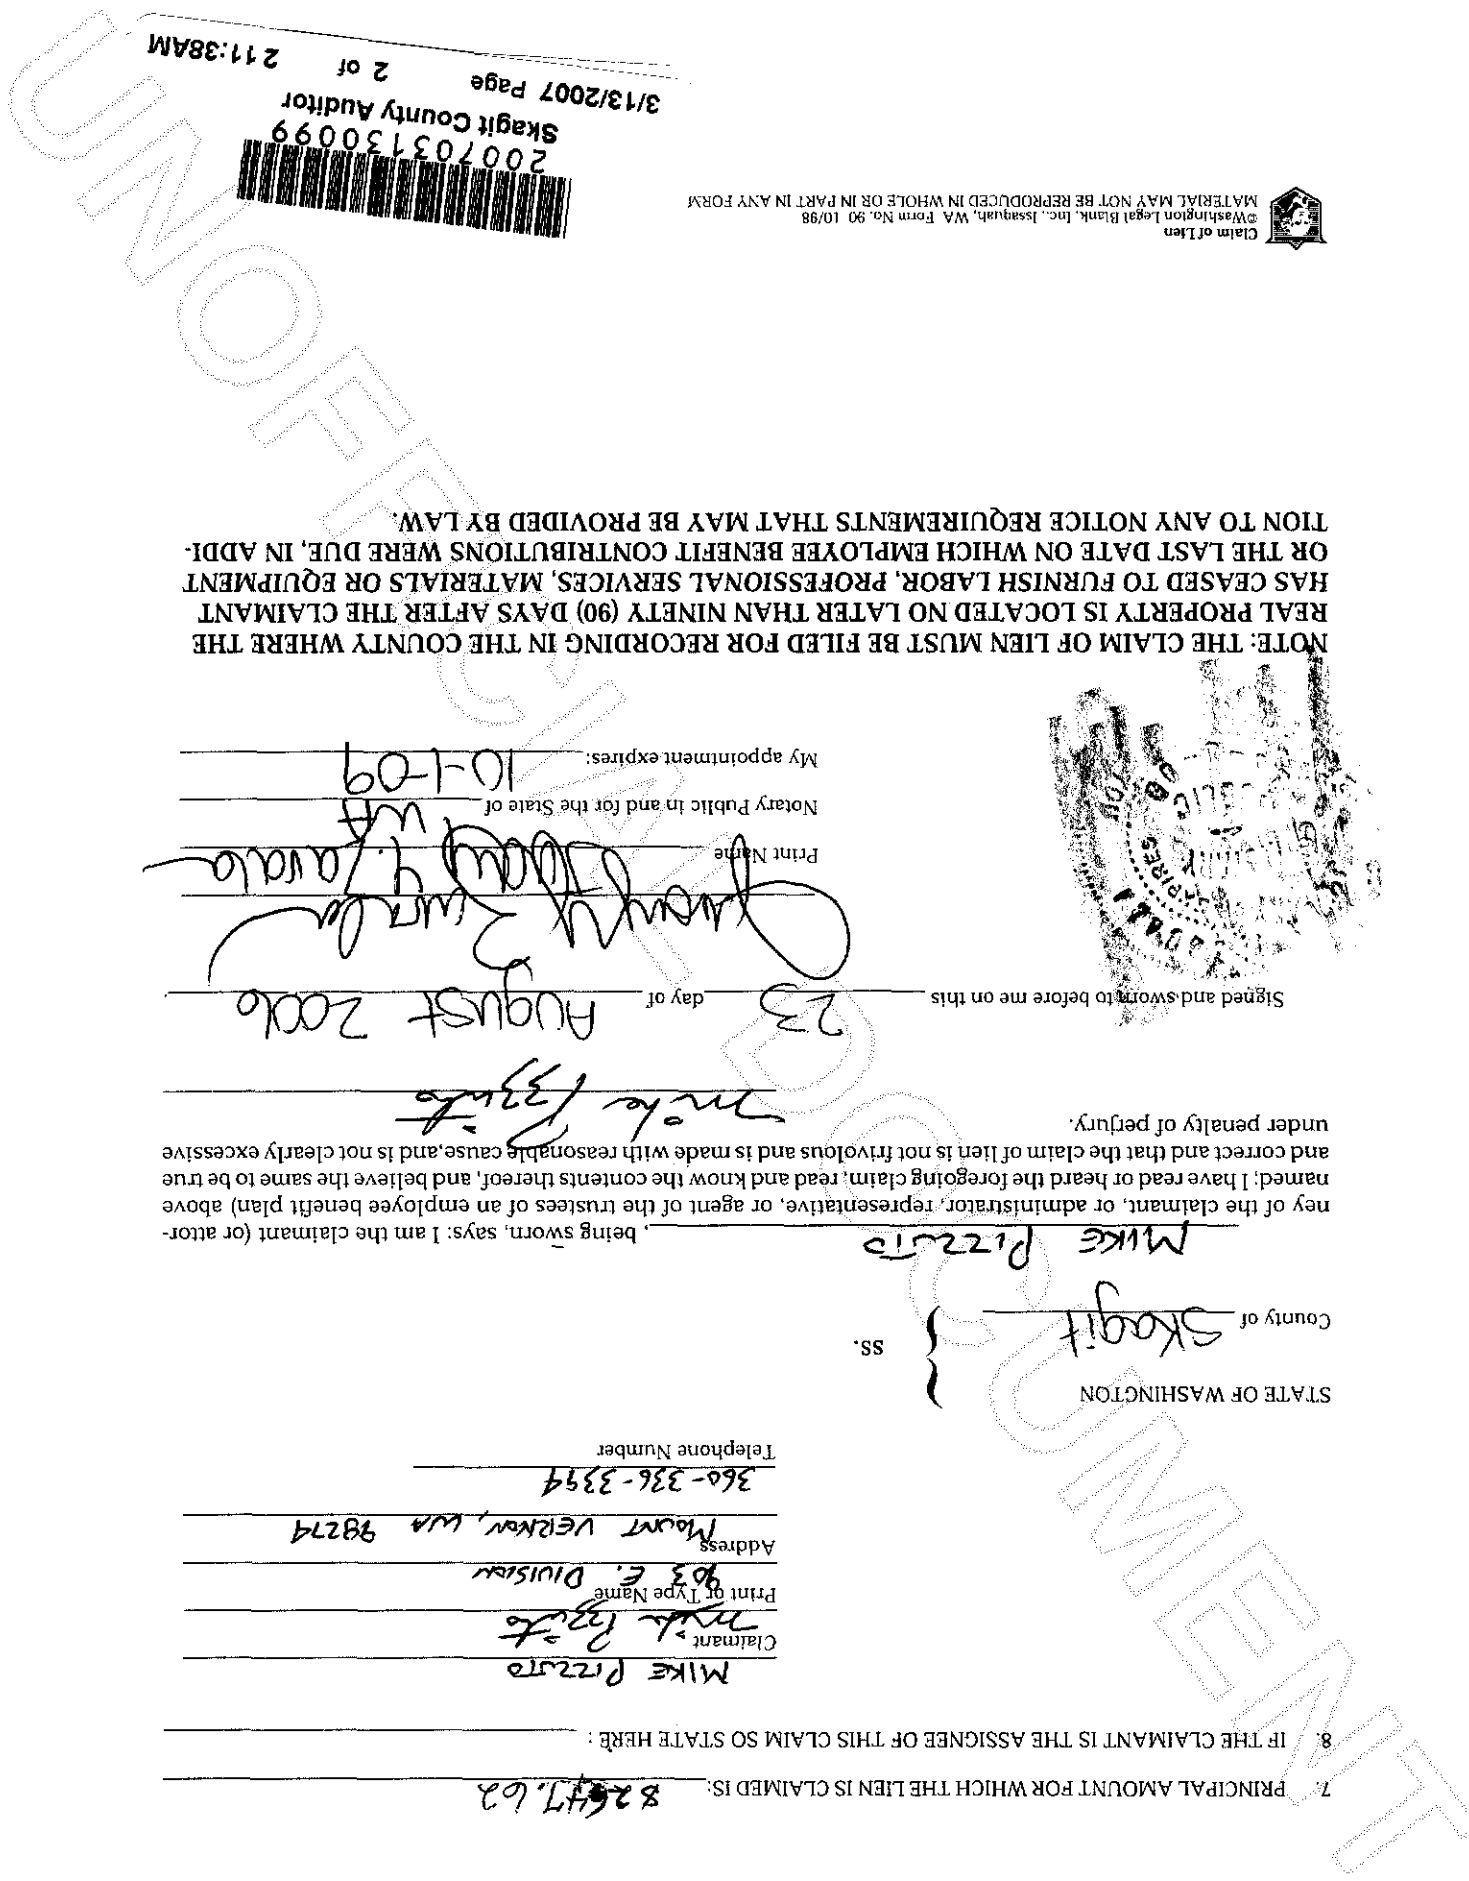 7. PRINCIPAL AMOUNT FOR WHICH THE LIEN IS CLAIMED IS:
8. IF THE CLAIMANT IS THE ASSIGNEE OF THIS CLAIM SO STATE HERE :
MIKE PIZZUTO
Claimant
Mike Pizzuto
Print or Type Name
903 E. DIVISION
Address
MOUNT VERNON, WA 98274
360-336-3394
Telephone Number
STATE OF WASHINGTON
ss.
County of Skagit
MIKE PIZZUTO, being sworn, says: I am the claimant (or attor-
ney of the claimant, or administrator, representative, or agent of the trustees of an employee benefit plan) above
named; I have read or heard the foregoing claim, read and know the contents thereof, and believe the same to be true
and correct and that the claim of lien is not frivolous and is made with reasonable cause,and is not clearly excessive
under penalty of perjury.
Mike Pizzuto
Signed and sworn to before me on this 23 day of August 2006
Print Name Y. Zavala
Notary Public in and for the State of WA
My appointment expires: 10-1-09
NOTE: THE CLAIM OF LIEN MUST BE FILED FOR RECORDING IN THE COUNTY WHERE THE
REAL PROPERTY IS LOCATED NO LATER THAN NINETY (90) DAYS AFTER THE CLAIMANT
HAS CEASED TO FURNISH LABOR, PROFESSIONAL SERVICES, MATERIALS OR EQUIPMENT
OR THE LAST DATE ON WHICH EMPLOYEE BENEFIT CONTRIBUTIONS WERE DUE, IN ADDI-
TION TO ANY NOTICE REQUIREMENTS THAT MAY BE PROVIDED BY LAW.
Claim of Lien
©Washington Legal Blank, Inc., Issaquah, WA Form No. 90 10/98
MATERIAL MAY NOT BE REPRODUCED IN WHOLE OR IN PART IN ANY FORM
200703130099
Skagit County Auditor
3/13/2007 Page 2 of 2 11:38AM
UNOFFICIAL DOCUMENT